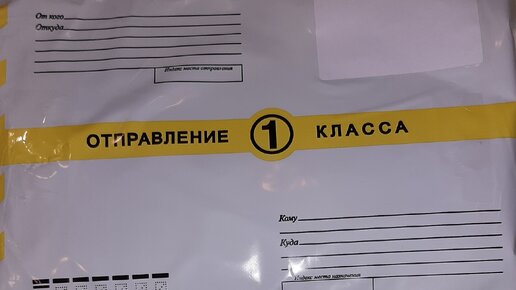 От кого
Откуда
Индекс места отправления
ОТПРАВЛЕНИЕ 1 КЛАССА
Кому
Куда
Индекс места назначения